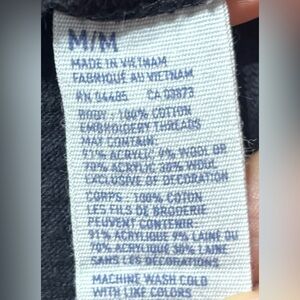 M/M
MADE IN VIETNAM
FABRIQUÉ AU VIETNAM
RN 04485 CA 03873
BODY: 100% COTTON
EMBROIDERY THREADS
MAY CONTAIN:
91% ACRYLIC 9% WOOL OR
70% ACRYLIC 30% WOOL
EXCLUSIVE OF DECORATION
CORPS: 100% COTON
LES FILS DE BRODERIE
PEUVENT CONTENIR:
91% ACRYLIQUE 9% LAINE OU
70% ACRYLIQUE 30% LAINE
SANS LES DÉCORATIONS
MACHINE WASH COLD
WITH LIKE COLORS